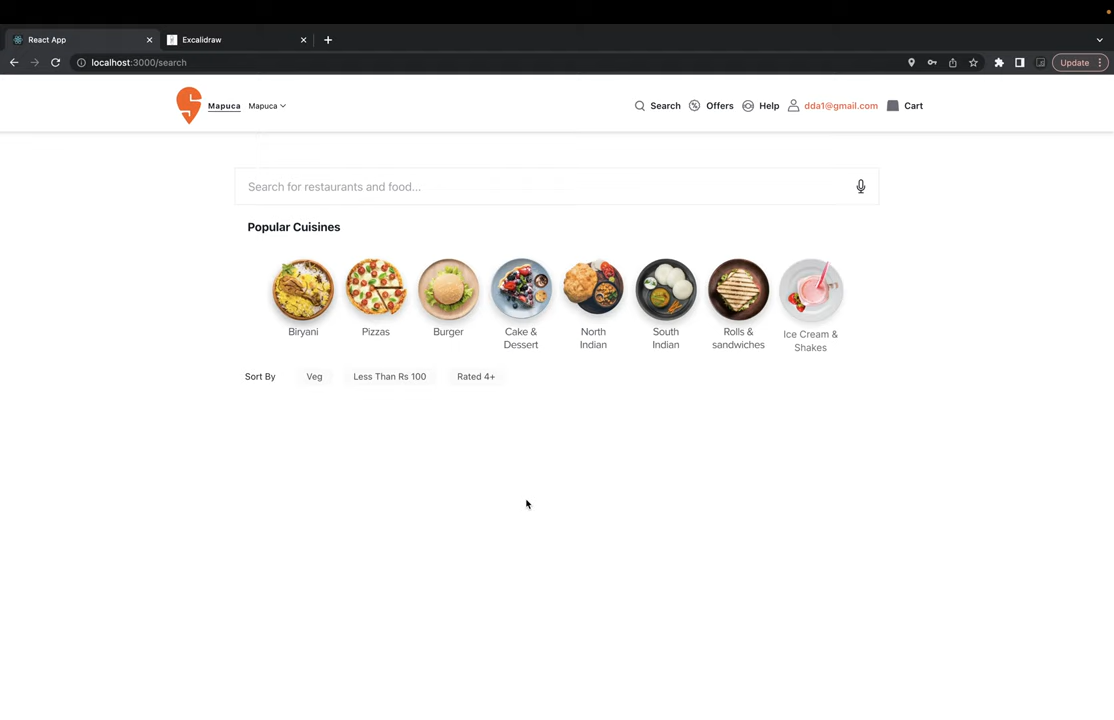 React App
Excalidraw
localhost:3000/search
Update
Mapuca
Mapuca
Search
Offers
Help
dda1@gmail.com
Cart
Search for restaurants and food...
Popular Cuisines
Biryani
Pizzas
Burger
Cake &
Dessert
North
Indian
South
Indian
Rolls &
sandwiches
Ice Cream &
Shakes
Sort By
Veg
Less Than Rs 100
Rated 4+